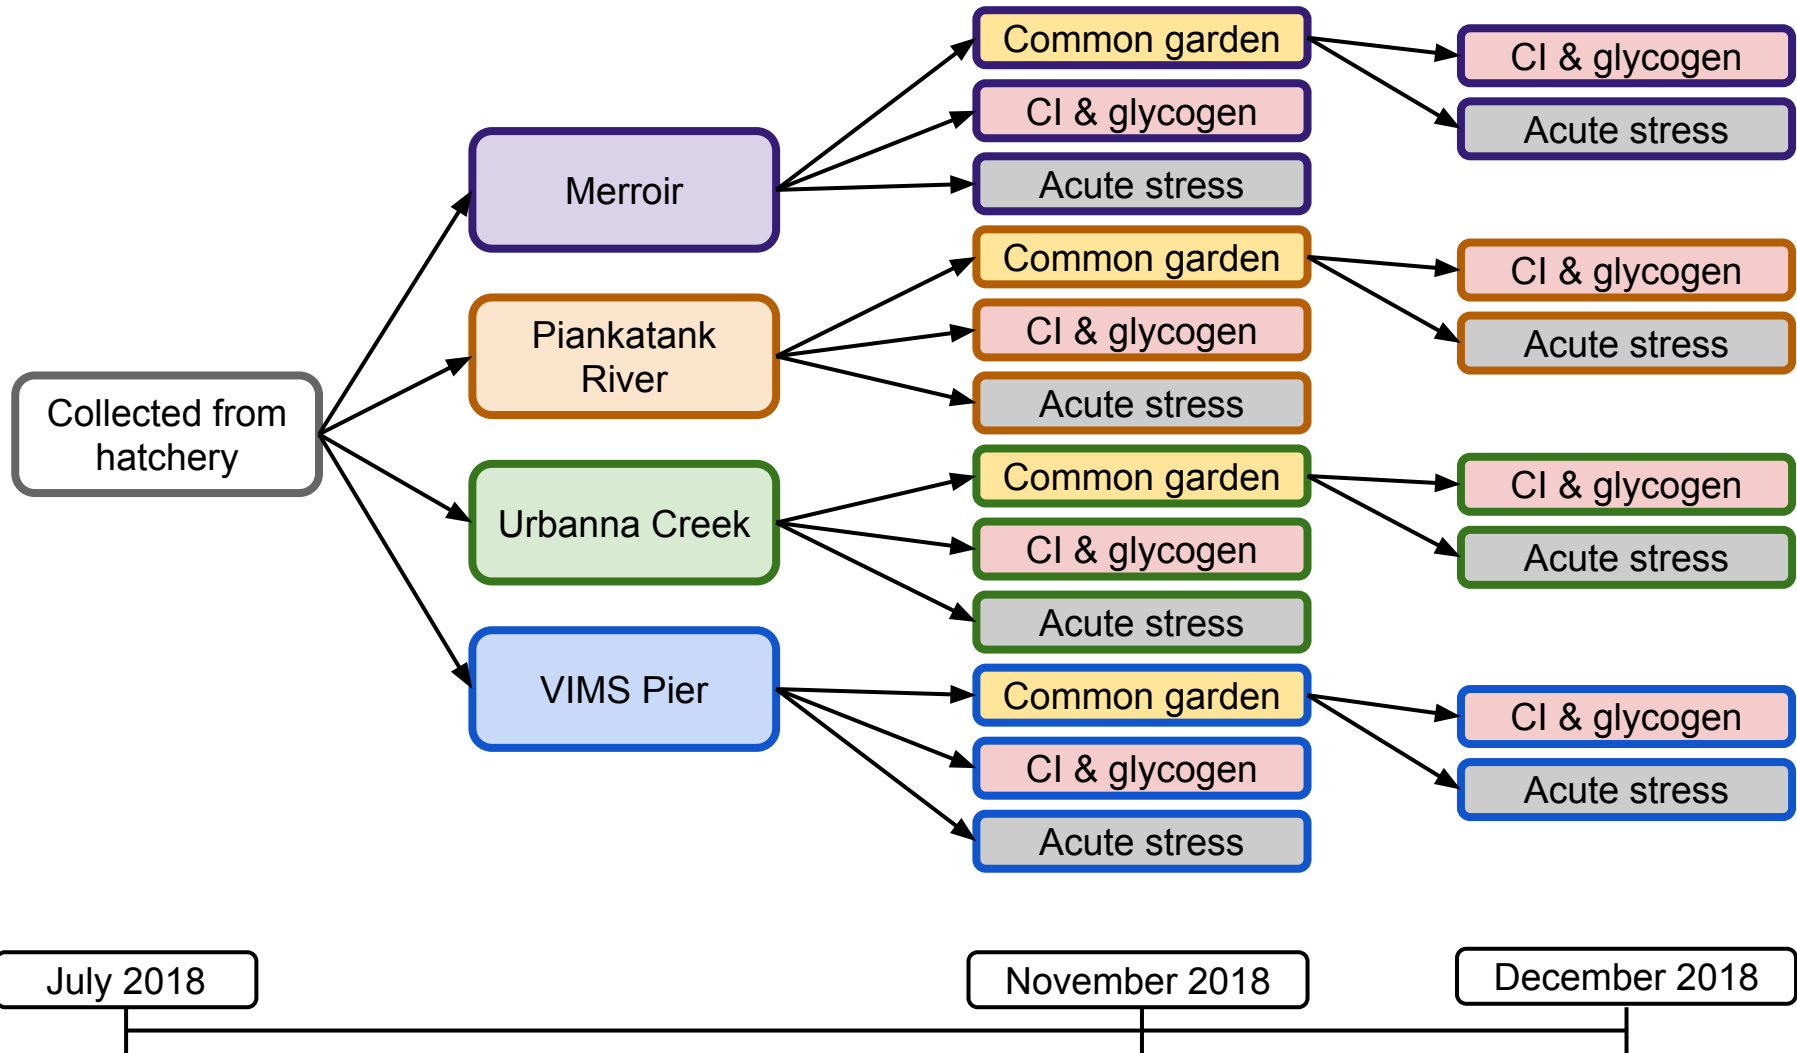 Collected from
hatchery
Merroir
Piankatank
River
Urbanna Creek
VIMS Pier
Common garden
CI & glycogen
Acute stress
Common garden
CI & glycogen
Acute stress
Common garden
CI & glycogen
Acute stress
Common garden
CI & glycogen
Acute stress
CI & glycogen
Acute stress
CI & glycogen
Acute stress
CI & glycogen
Acute stress
CI & glycogen
Acute stress
July 2018
November 2018
December 2018